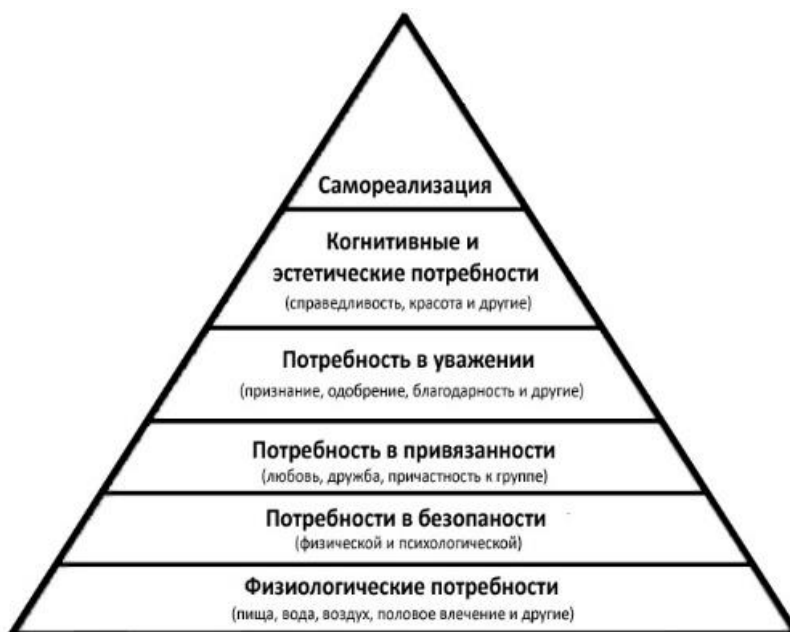 Самореализация
Когнитивные и
эстетические потребности
(справедливость, красота и другие)
Потребность в уважении
(признание, одобрение, благодарность и другие)
Потребность в привязанности
(любовь, дружба, причастность к группе)
Потребности в безопаности
(физической и психологической)
Физиологические потребности
(пища, вода, воздух, половое влечение и другие)